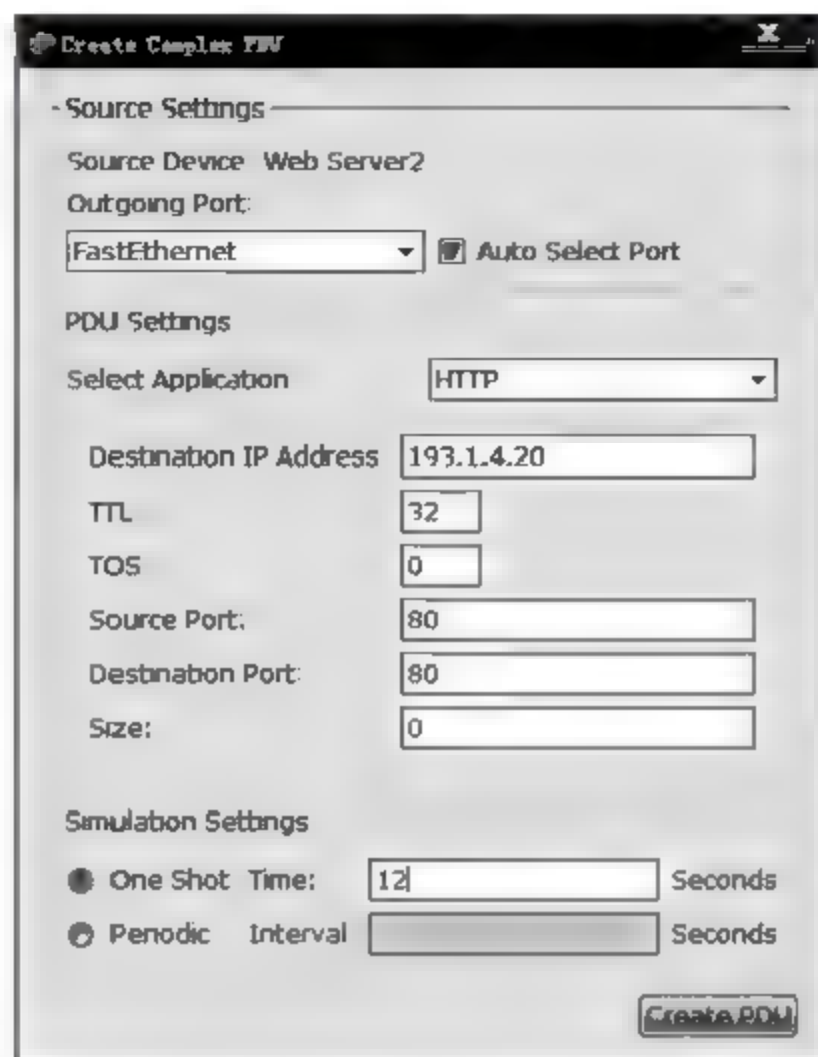 Create Complex PDU
Source Settings
Source Device Web Server2
Outgoing Port:
FastEthernet Auto Select Port
PDU Settings
Select Application HTTP
Destination IP Address 193.1.4.20
TTL 32
TOS 0
Source Port: 80
Destination Port: 80
Size: 0
Simulation Settings
One Shot Time: 12 Seconds
Periodic Interval Seconds
Create PDU